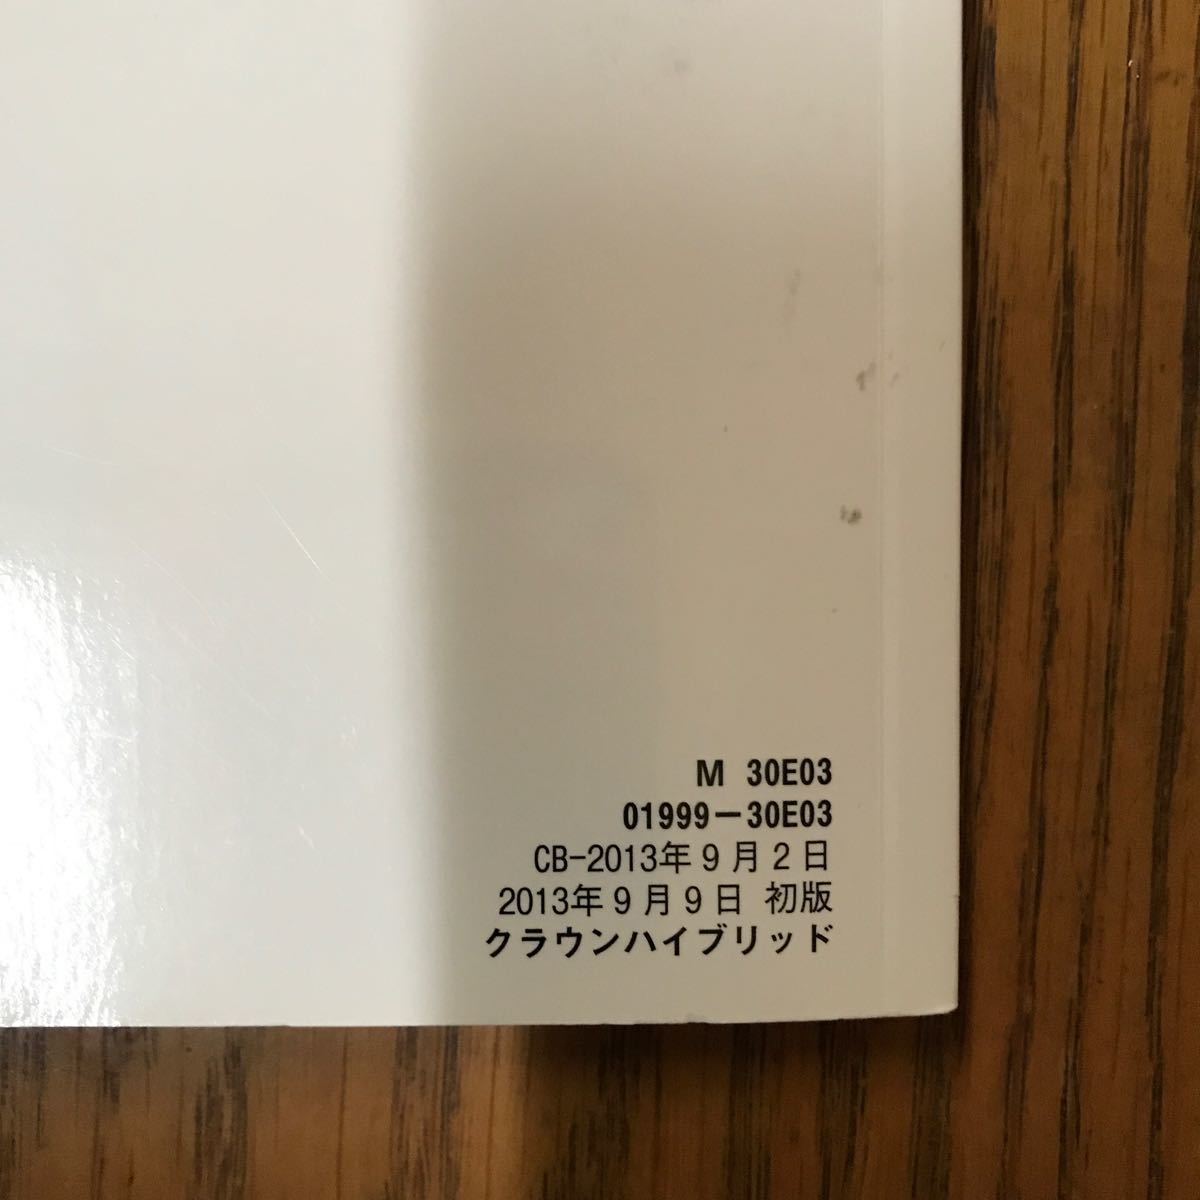 M 30E03
01999-30E03
CB-2013年9月2日
2013年9月9日 初版
クラウンハイブリッド